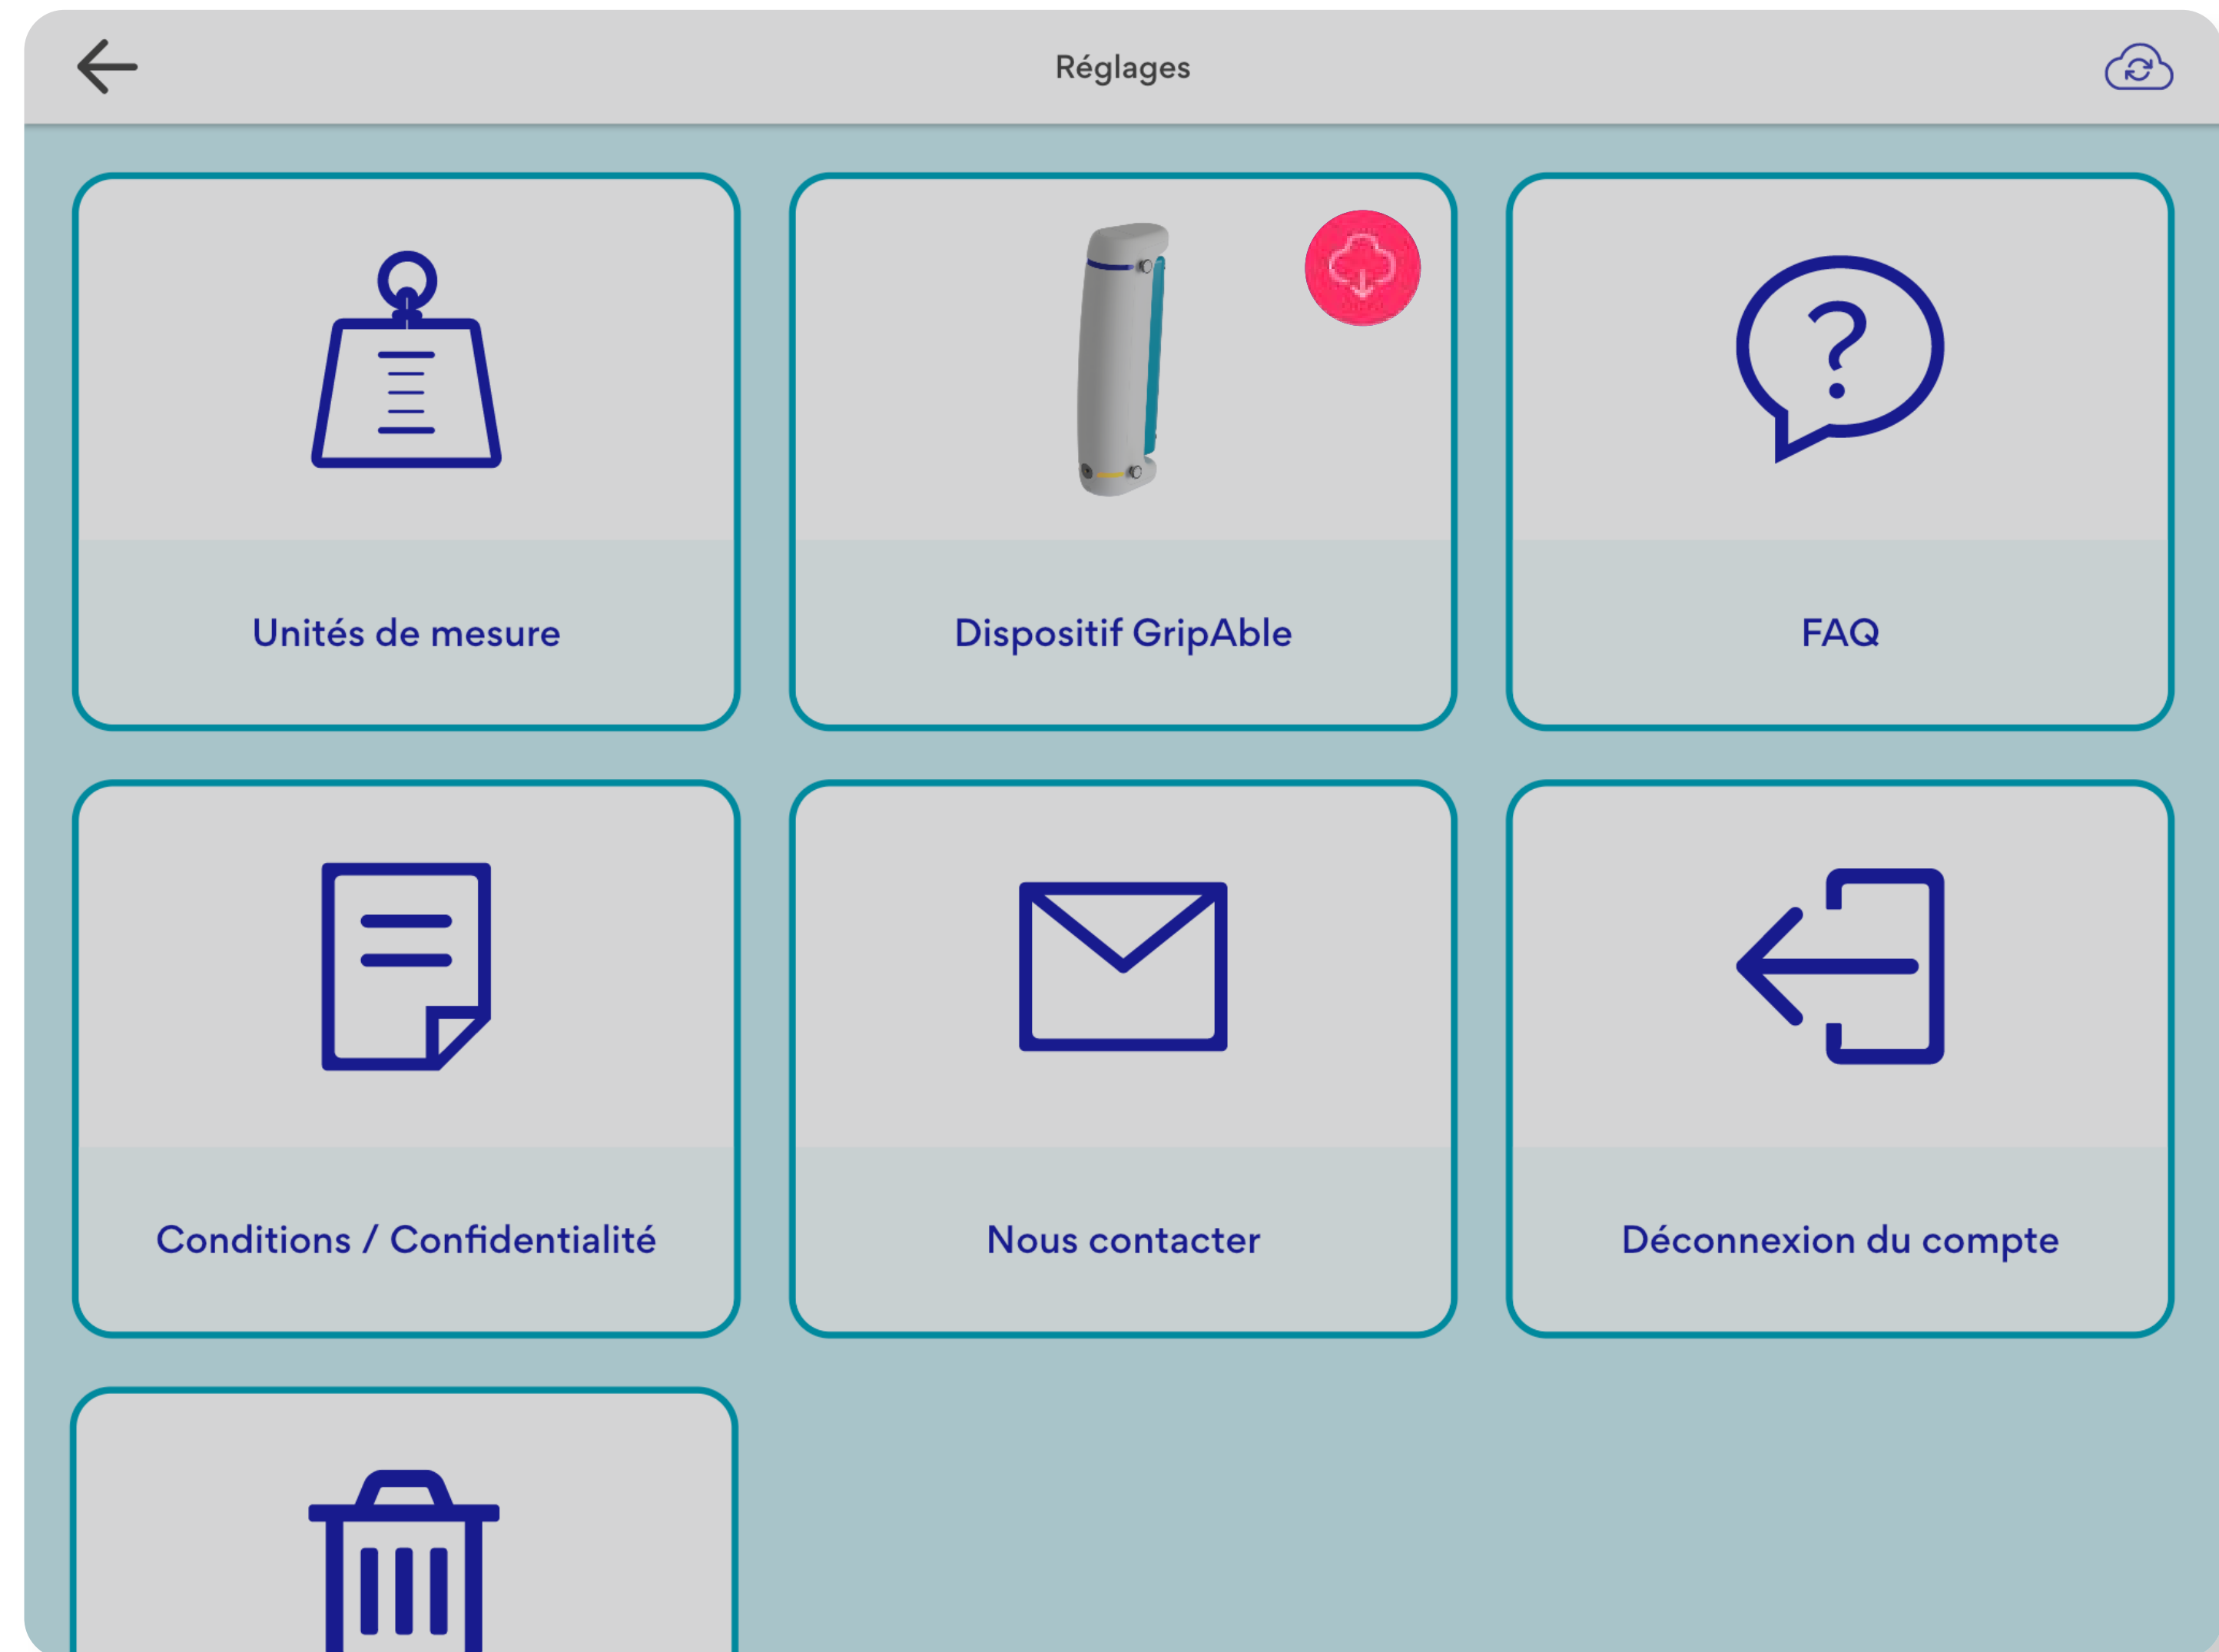 Réglages
Unités de mesure
Dispositif GripAble
FAQ
Conditions / Confidentialité
Nous contacter
Déconnexion du compte